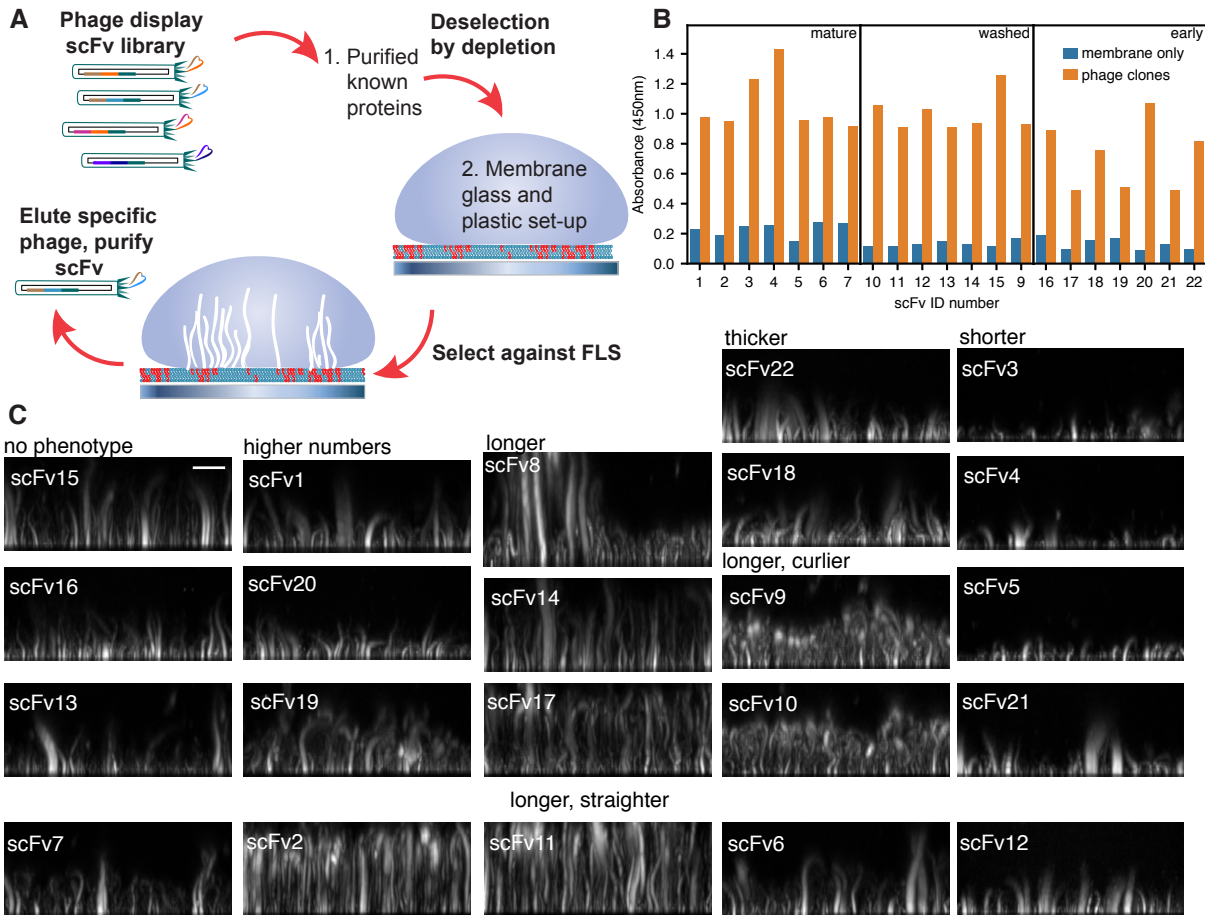 A
Phage display
scFv library
1. Purified
known
proteins
Deselection
by depletion
2. Membrane
glass and
plastic set-up
Select against FLS
Elute specific
phage, purify
scFv
B
mature
washed
early
membrane only
phage clones
Absorbance (450nm)
1.4
1.2
1.0
0.8
0.6
0.4
0.2
0.0
1 2 3 4 5 6 7 10 11 12 13 14 15 9 16 17 18 19 20 21 22
scFv ID number
C
no phenotype
higher numbers
longer
thicker
shorter
scFv22
scFv3
scFv15
scFv1
scFv8
scFv18
scFv4
longer, curlier
scFv16
scFv20
scFv14
scFv9
scFv5
scFv13
scFv19
scFv17
scFv10
scFv21
longer, straighter
scFv7
scFv2
scFv11
scFv6
scFv12